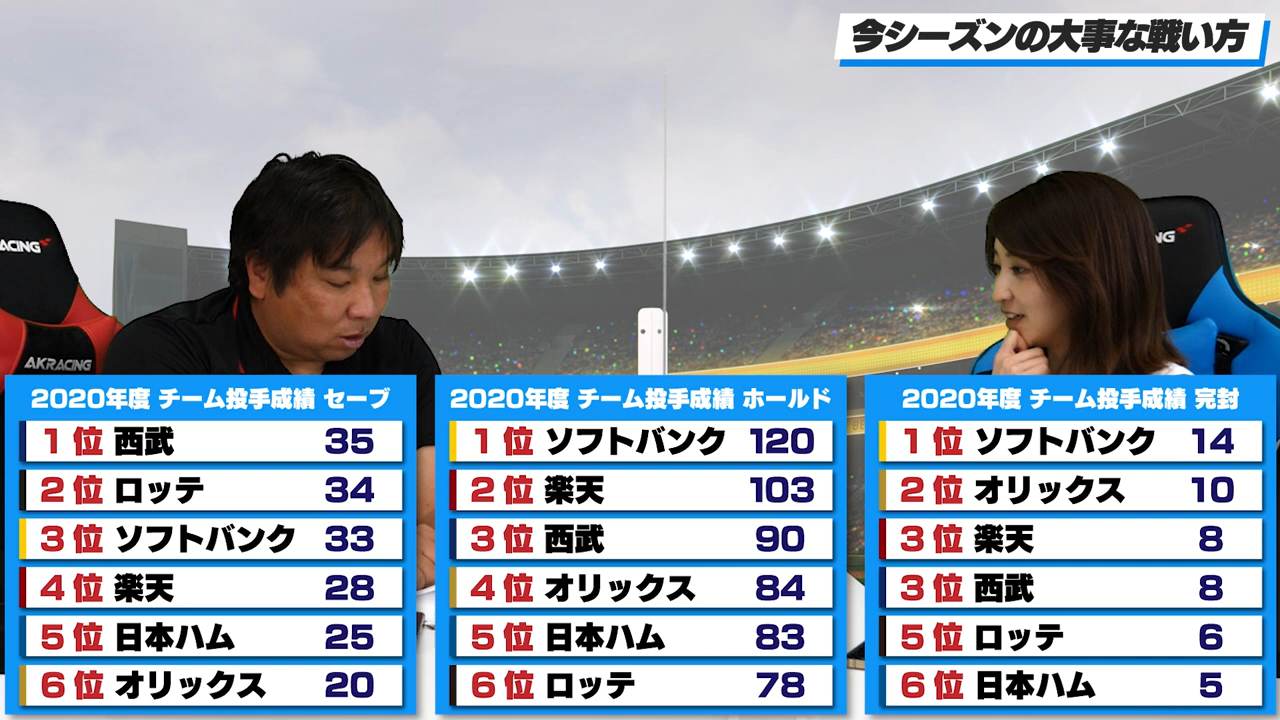 今シーズンの大事な戦い方
ACING
NG
AKRACING
2020年度 チーム投手成績 セーブ
1位 西武 35
2位 ロッテ 34
3位 ソフトバンク 33
4位 楽天 28
5位 日本ハム 25
6位 オリックス 20
2020年度 チーム投手成績 ホールド
1位 ソフトバンク 120
2位 楽天 103
3位 西武 90
4位 オリックス 84
5位 日本ハム 83
6位 ロッテ 78
2020年度 チーム投手成績 完封
1位 ソフトバンク 14
2位 オリックス 10
3位 楽天 8
3位 西武 8
5位 ロッテ 6
6位 日本ハム 5